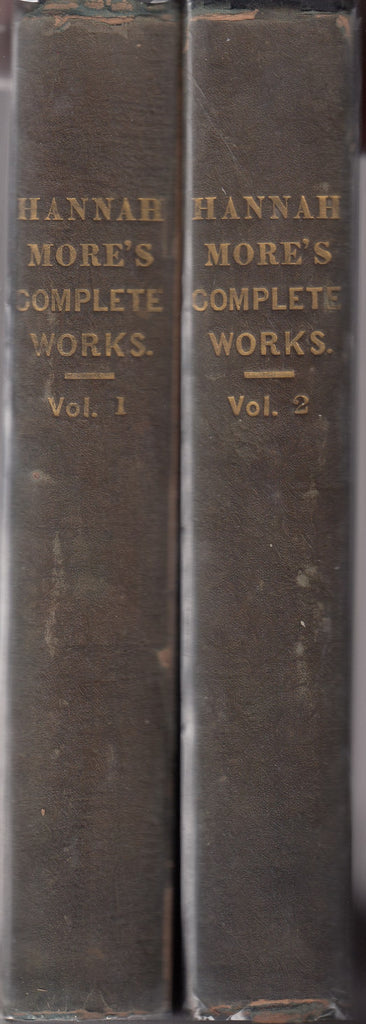 HANNAH
MORE'S
COMPLETE
WORKS.
Vol. 1
HANNAH
MORE'S
COMPLETE
WORKS.
Vol. 2